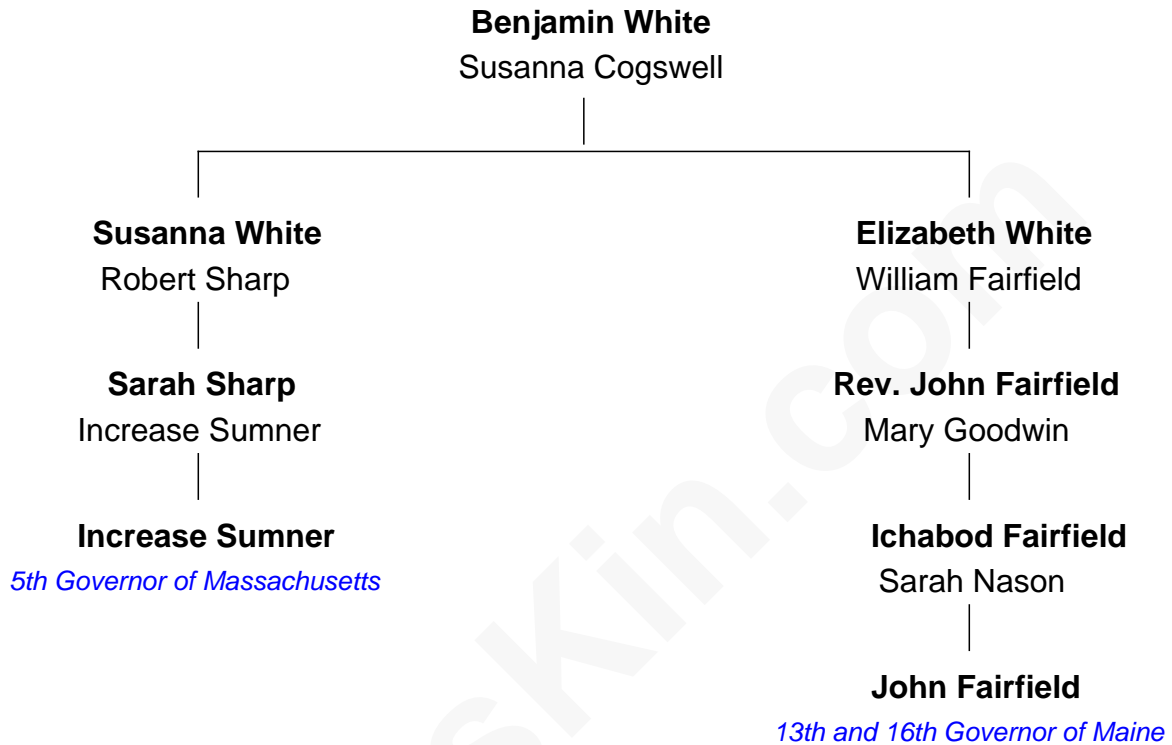 Benjamin White
Susanna Cogswell
Susanna White
Robert Sharp
Sarah Sharp
Increase Sumner
Increase Sumner
5th Governor of Massachusetts
Elizabeth White
William Fairfield
Rev. John Fairfield
Mary Goodwin
Ichabod Fairfield
Sarah Nason
John Fairfield
13th and 16th Governor of Maine
sKin.com